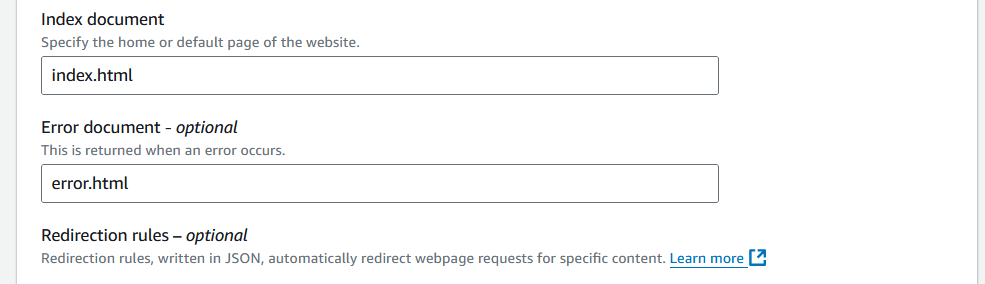 Index document
Specify the home or default page of the website.
index.html
Error document - optional
This is returned when an error occurs.
error.html
Redirection rules – optional
Redirection rules, written in JSON, automatically redirect webpage requests for specific content. Learn more